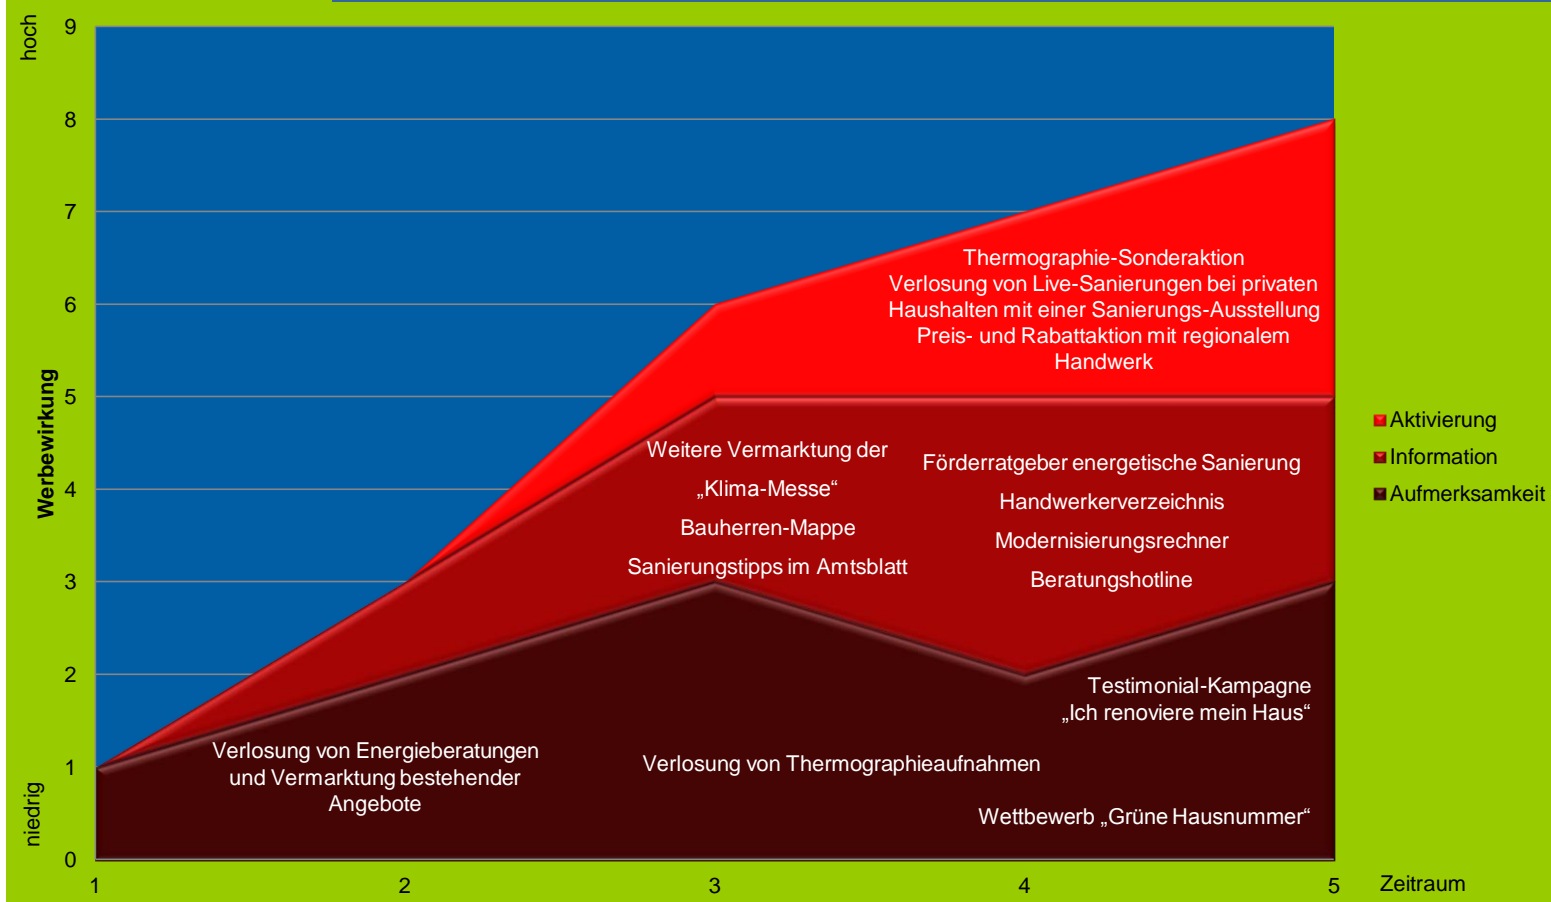 hoch
9
8
7
6
5
4
3
2
1
0
niedrig
Werbewirkung
Thermographie-Sonderaktion
Verlosung von Live-Sanierungen bei privaten
Haushalten mit einer Sanierungs-Ausstellung
Preis- und Rabattaktion mit regionalem
Handwerk
Weitere Vermarktung der
„Klima-Messe“
Bauherren-Mappe
Sanierungstipps im Amtsblatt
Förderratgeber energetische Sanierung
Handwerkerverzeichnis
Modernisierungsrechner
Beratungshotline
Verlosung von Energieberatungen
und Vermarktung bestehender
Angebote
Verlosung von Thermographieaufnahmen
Testimonial-Kampagne
„Ich renoviere mein Haus“
Wettbewerb „Grüne Hausnummer“
Aktivierung
Information
Aufmerksamkeit
1 2 3 4 5 Zeitraum